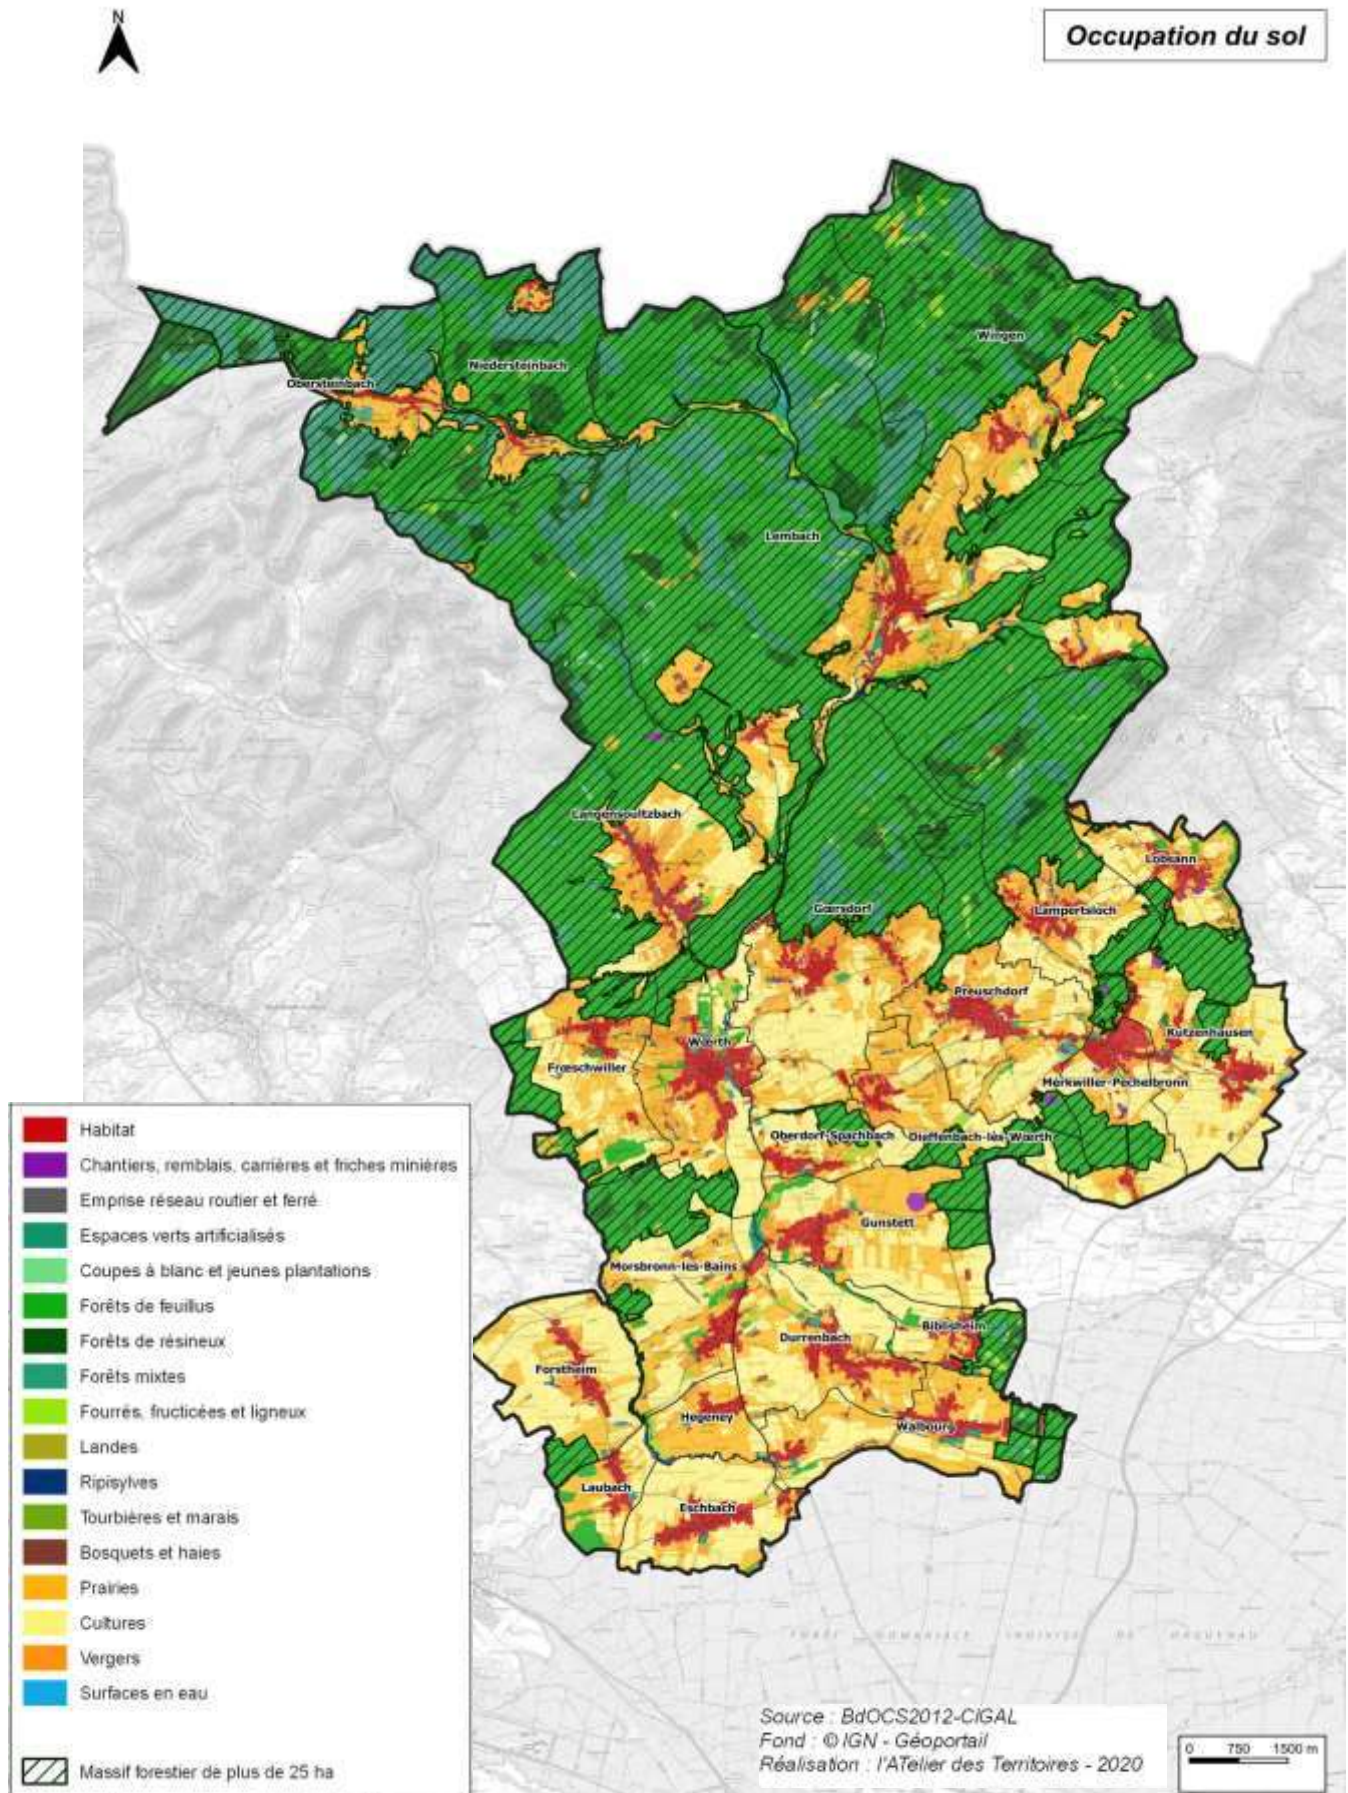 N
Occupation du sol
Wingen
Niedersteinbach
Obersteinbach
Lembach
Langensoultzbach
Lobsann
Gœrsdorf
Lampertsloch
Preuschdorf
Kutzenhausen
Wœrth
Frœschwiller
Merkwiller-Pechelbronn
Oberdorf-Spachbach
Dieffenbach-lès-Wœrth
Gunstett
Morsbronn-les-Bains
Biblisheim
Durrenbach
Forstheim
Hegeney
Walbourg
Laubach
Eschbach
Habitat
Chantiers, remblais, carrières et friches minières
Emprise réseau routier et ferré
Espaces verts artificialisés
Coupes à blanc et jeunes plantations
Forêts de feuillus
Forêts de résineux
Forêts mixtes
Fourrés, fructicées et ligneux
Landes
Ripisylves
Tourbières et marais
Bosquets et haies
Prairies
Cultures
Vergers
Surfaces en eau
Massif forestier de plus de 25 ha
Source : BdOCS2012-CIGAL
Fond : © IGN - Géoportail
Réalisation : l'ATelier des Territoires - 2020
0 750 1500 m